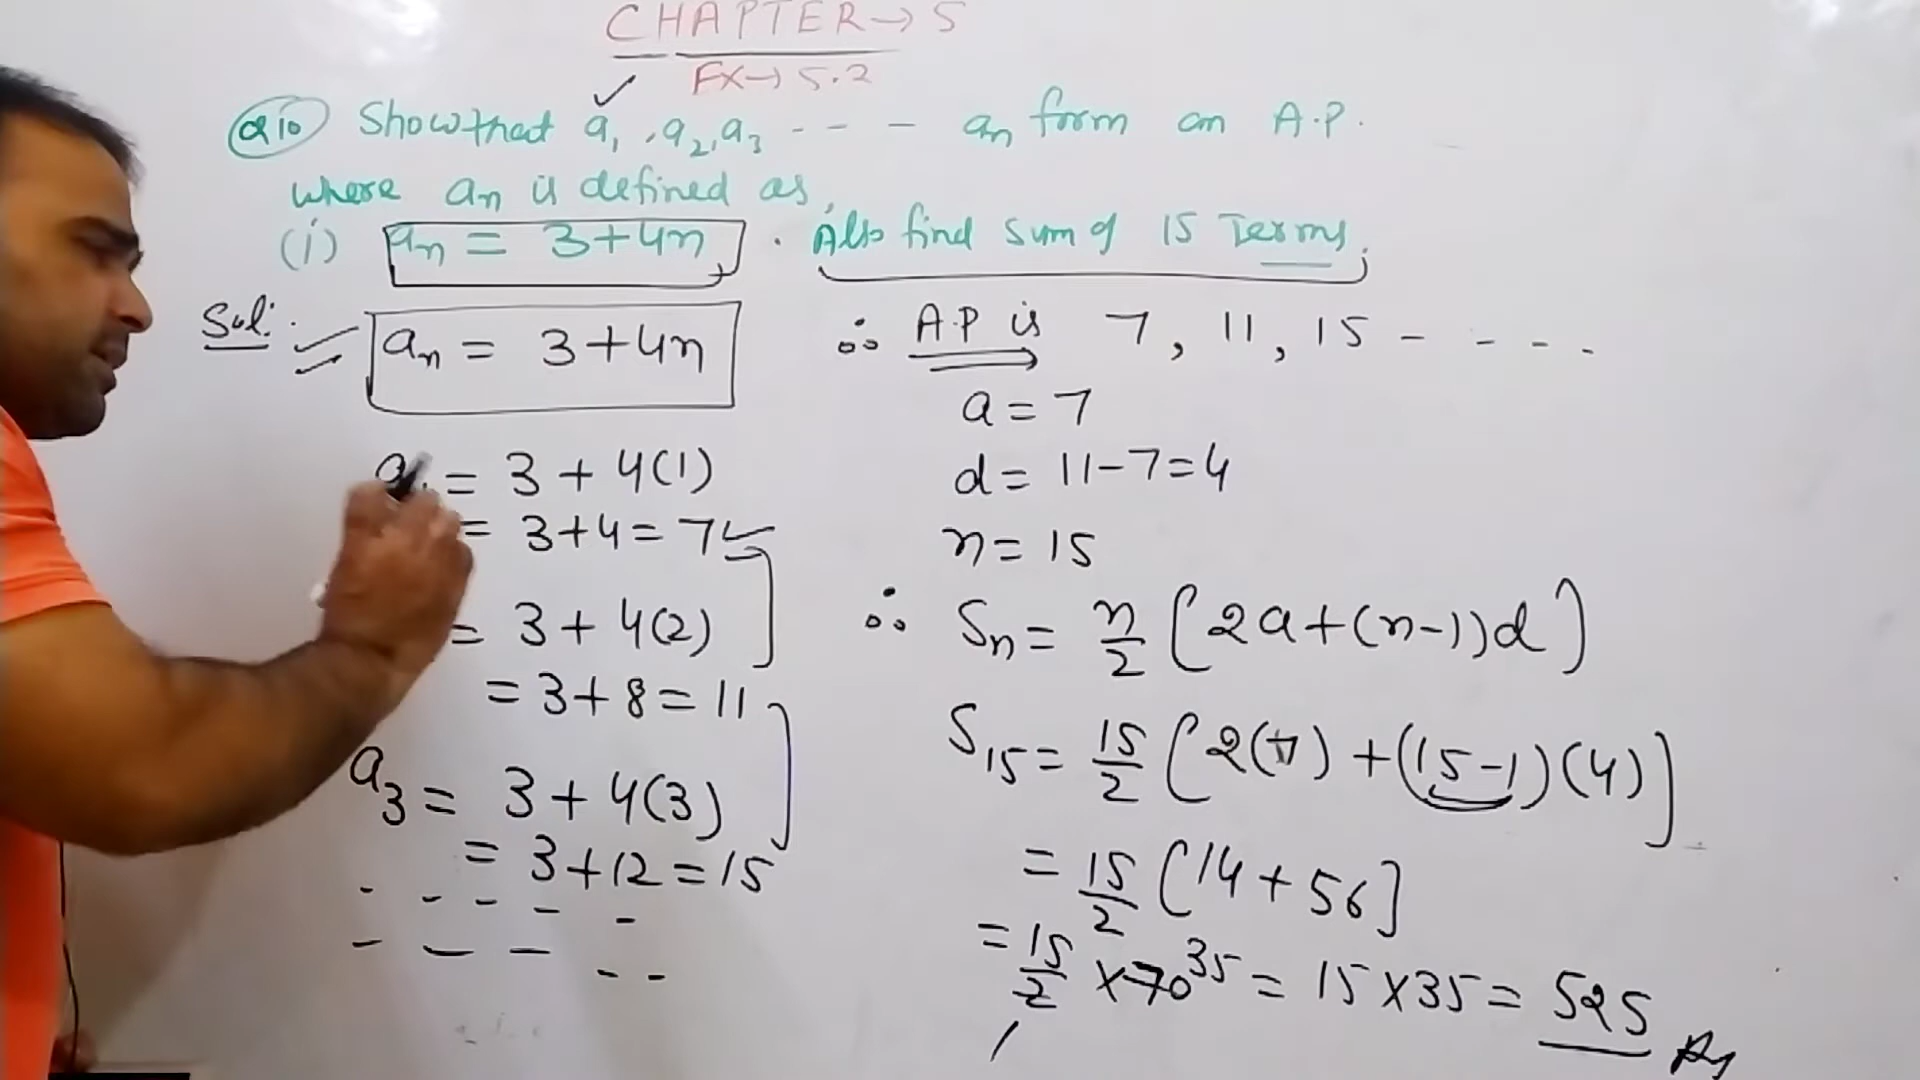 CHAPTER → 5
EX → 5.2
Q10 Show that a₁, a₂, a₃ - - - aₙ form an A.P.
where aₙ is defined as,
(i) aₙ = 3+4n . Also find sum of 15 Terms.
Sol:
aₙ = 3+4n
= 3 + 4(1)
= 3+4 = 7
= 3 + 4(2)
= 3+8 = 11
a₃ = 3 + 4(3)
= 3+12 = 15
- - - - -
- - - - -
∴ A.P is 7, 11, 15 - - - -
a = 7
d = 11-7 = 4
n = 15
∴ Sₙ = n/2 [2a+(n-1)d]
S₁₅ = 15/2 [2(7) + (15-1)(4)]
= 15/2 [14 + 56]
= 15/2 × 70 35 = 15 × 35 = 525